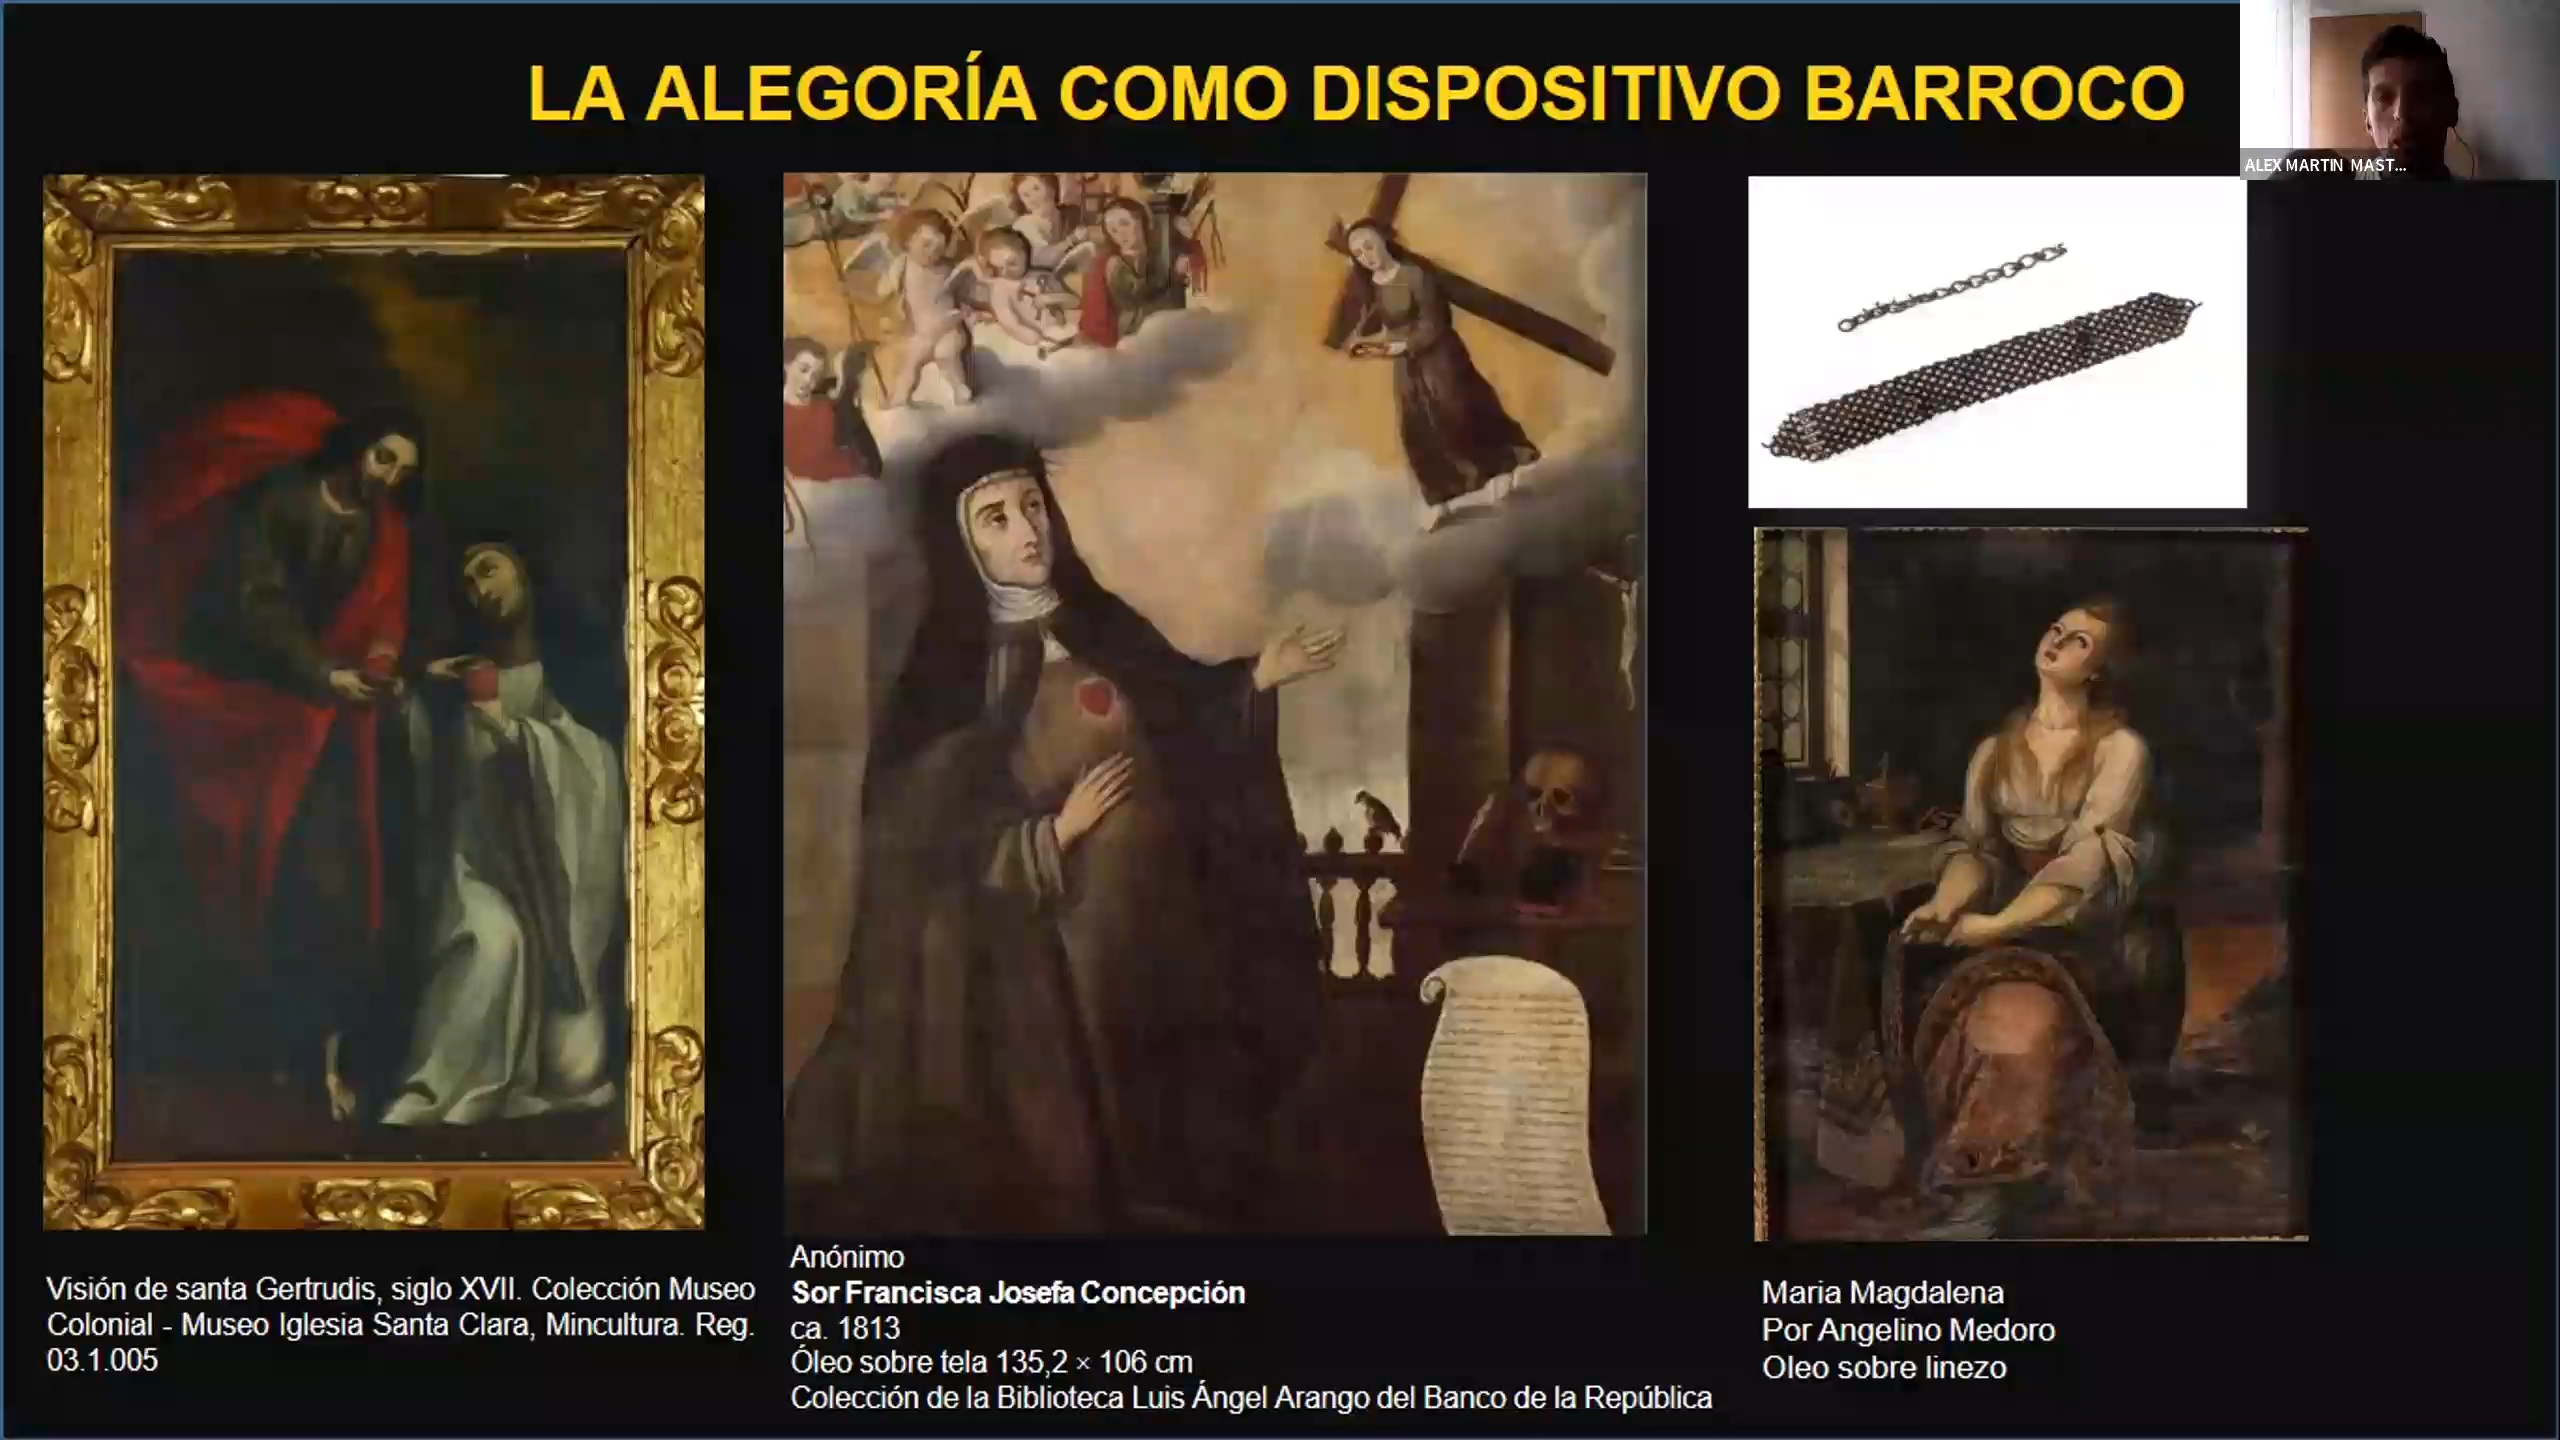 LA ALEGORÍA COMO DISPOSITIVO BARROCO
ALEX MARTIN MAST...
Visión de santa Gertrudis, siglo XVII. Colección Museo
Colonial - Museo Iglesia Santa Clara, Mincultura. Reg.
03.1.005
Anónimo
Sor Francisca Josefa Concepción
ca. 1813
Óleo sobre tela 135,2 × 106 cm
Colección de la Biblioteca Luis Ángel Arango del Banco de la República
Maria Magdalena
Por Angelino Medoro
Oleo sobre linezo